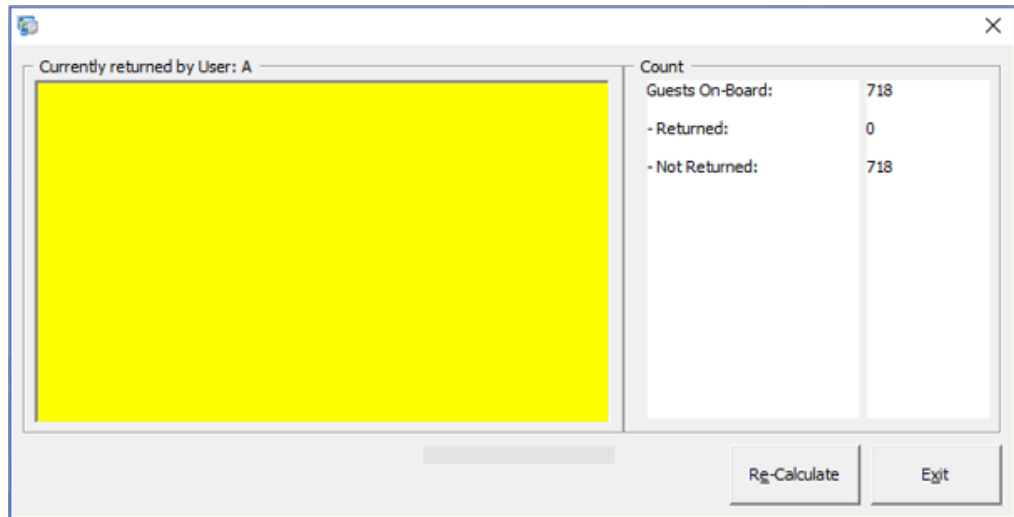 Currently returned by User: A
Count
Guests On-Board: 718
- Returned: 0
- Not Returned: 718
Re-Calculate
Exit